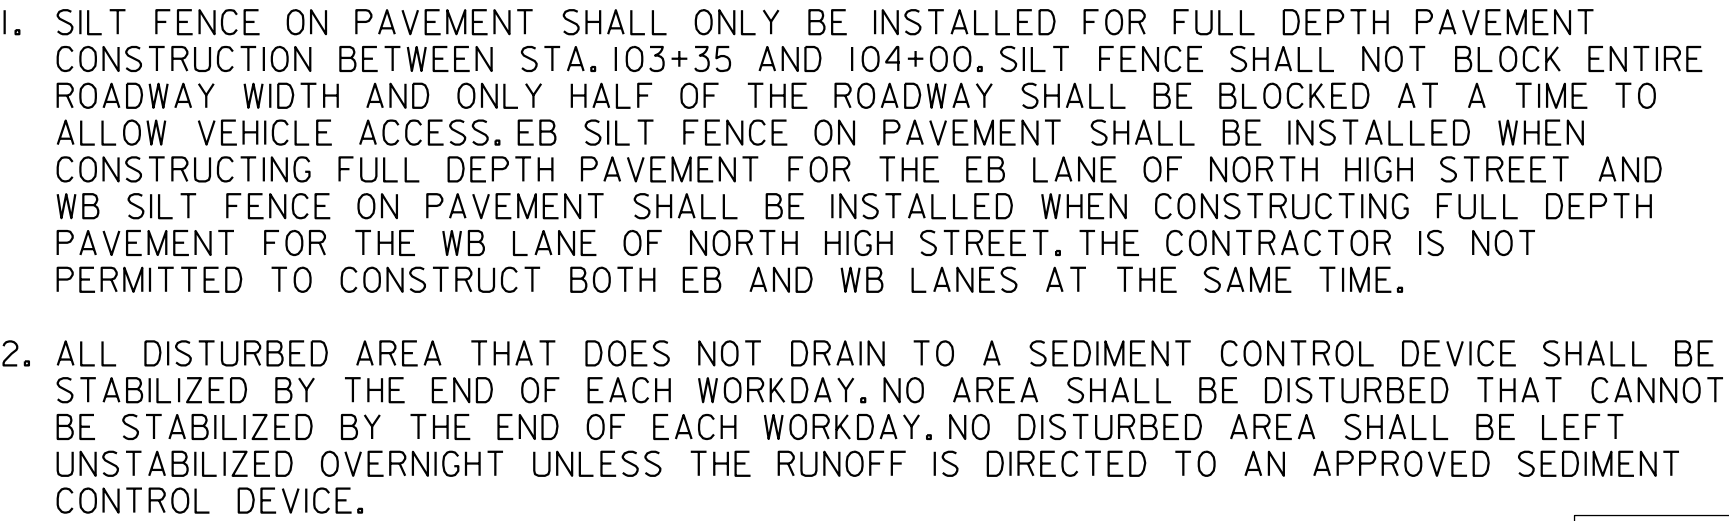 1. SILT FENCE ON PAVEMENT SHALL ONLY BE INSTALLED FOR FULL DEPTH PAVEMENT
CONSTRUCTION BETWEEN STA. 103+35 AND 104+00. SILT FENCE SHALL NOT BLOCK ENTIRE
ROADWAY WIDTH AND ONLY HALF OF THE ROADWAY SHALL BE BLOCKED AT A TIME TO
ALLOW VEHICLE ACCESS. EB SILT FENCE ON PAVEMENT SHALL BE INSTALLED WHEN
CONSTRUCTING FULL DEPTH PAVEMENT FOR THE EB LANE OF NORTH HIGH STREET AND
WB SILT FENCE ON PAVEMENT SHALL BE INSTALLED WHEN CONSTRUCTING FULL DEPTH
PAVEMENT FOR THE WB LANE OF NORTH HIGH STREET. THE CONTRACTOR IS NOT
PERMITTED TO CONSTRUCT BOTH EB AND WB LANES AT THE SAME TIME.
2. ALL DISTURBED AREA THAT DOES NOT DRAIN TO A SEDIMENT CONTROL DEVICE SHALL BE
STABILIZED BY THE END OF EACH WORKDAY. NO AREA SHALL BE DISTURBED THAT CANNOT
BE STABILIZED BY THE END OF EACH WORKDAY. NO DISTURBED AREA SHALL BE LEFT
UNSTABILIZED OVERNIGHT UNLESS THE RUNOFF IS DIRECTED TO AN APPROVED SEDIMENT
CONTROL DEVICE.